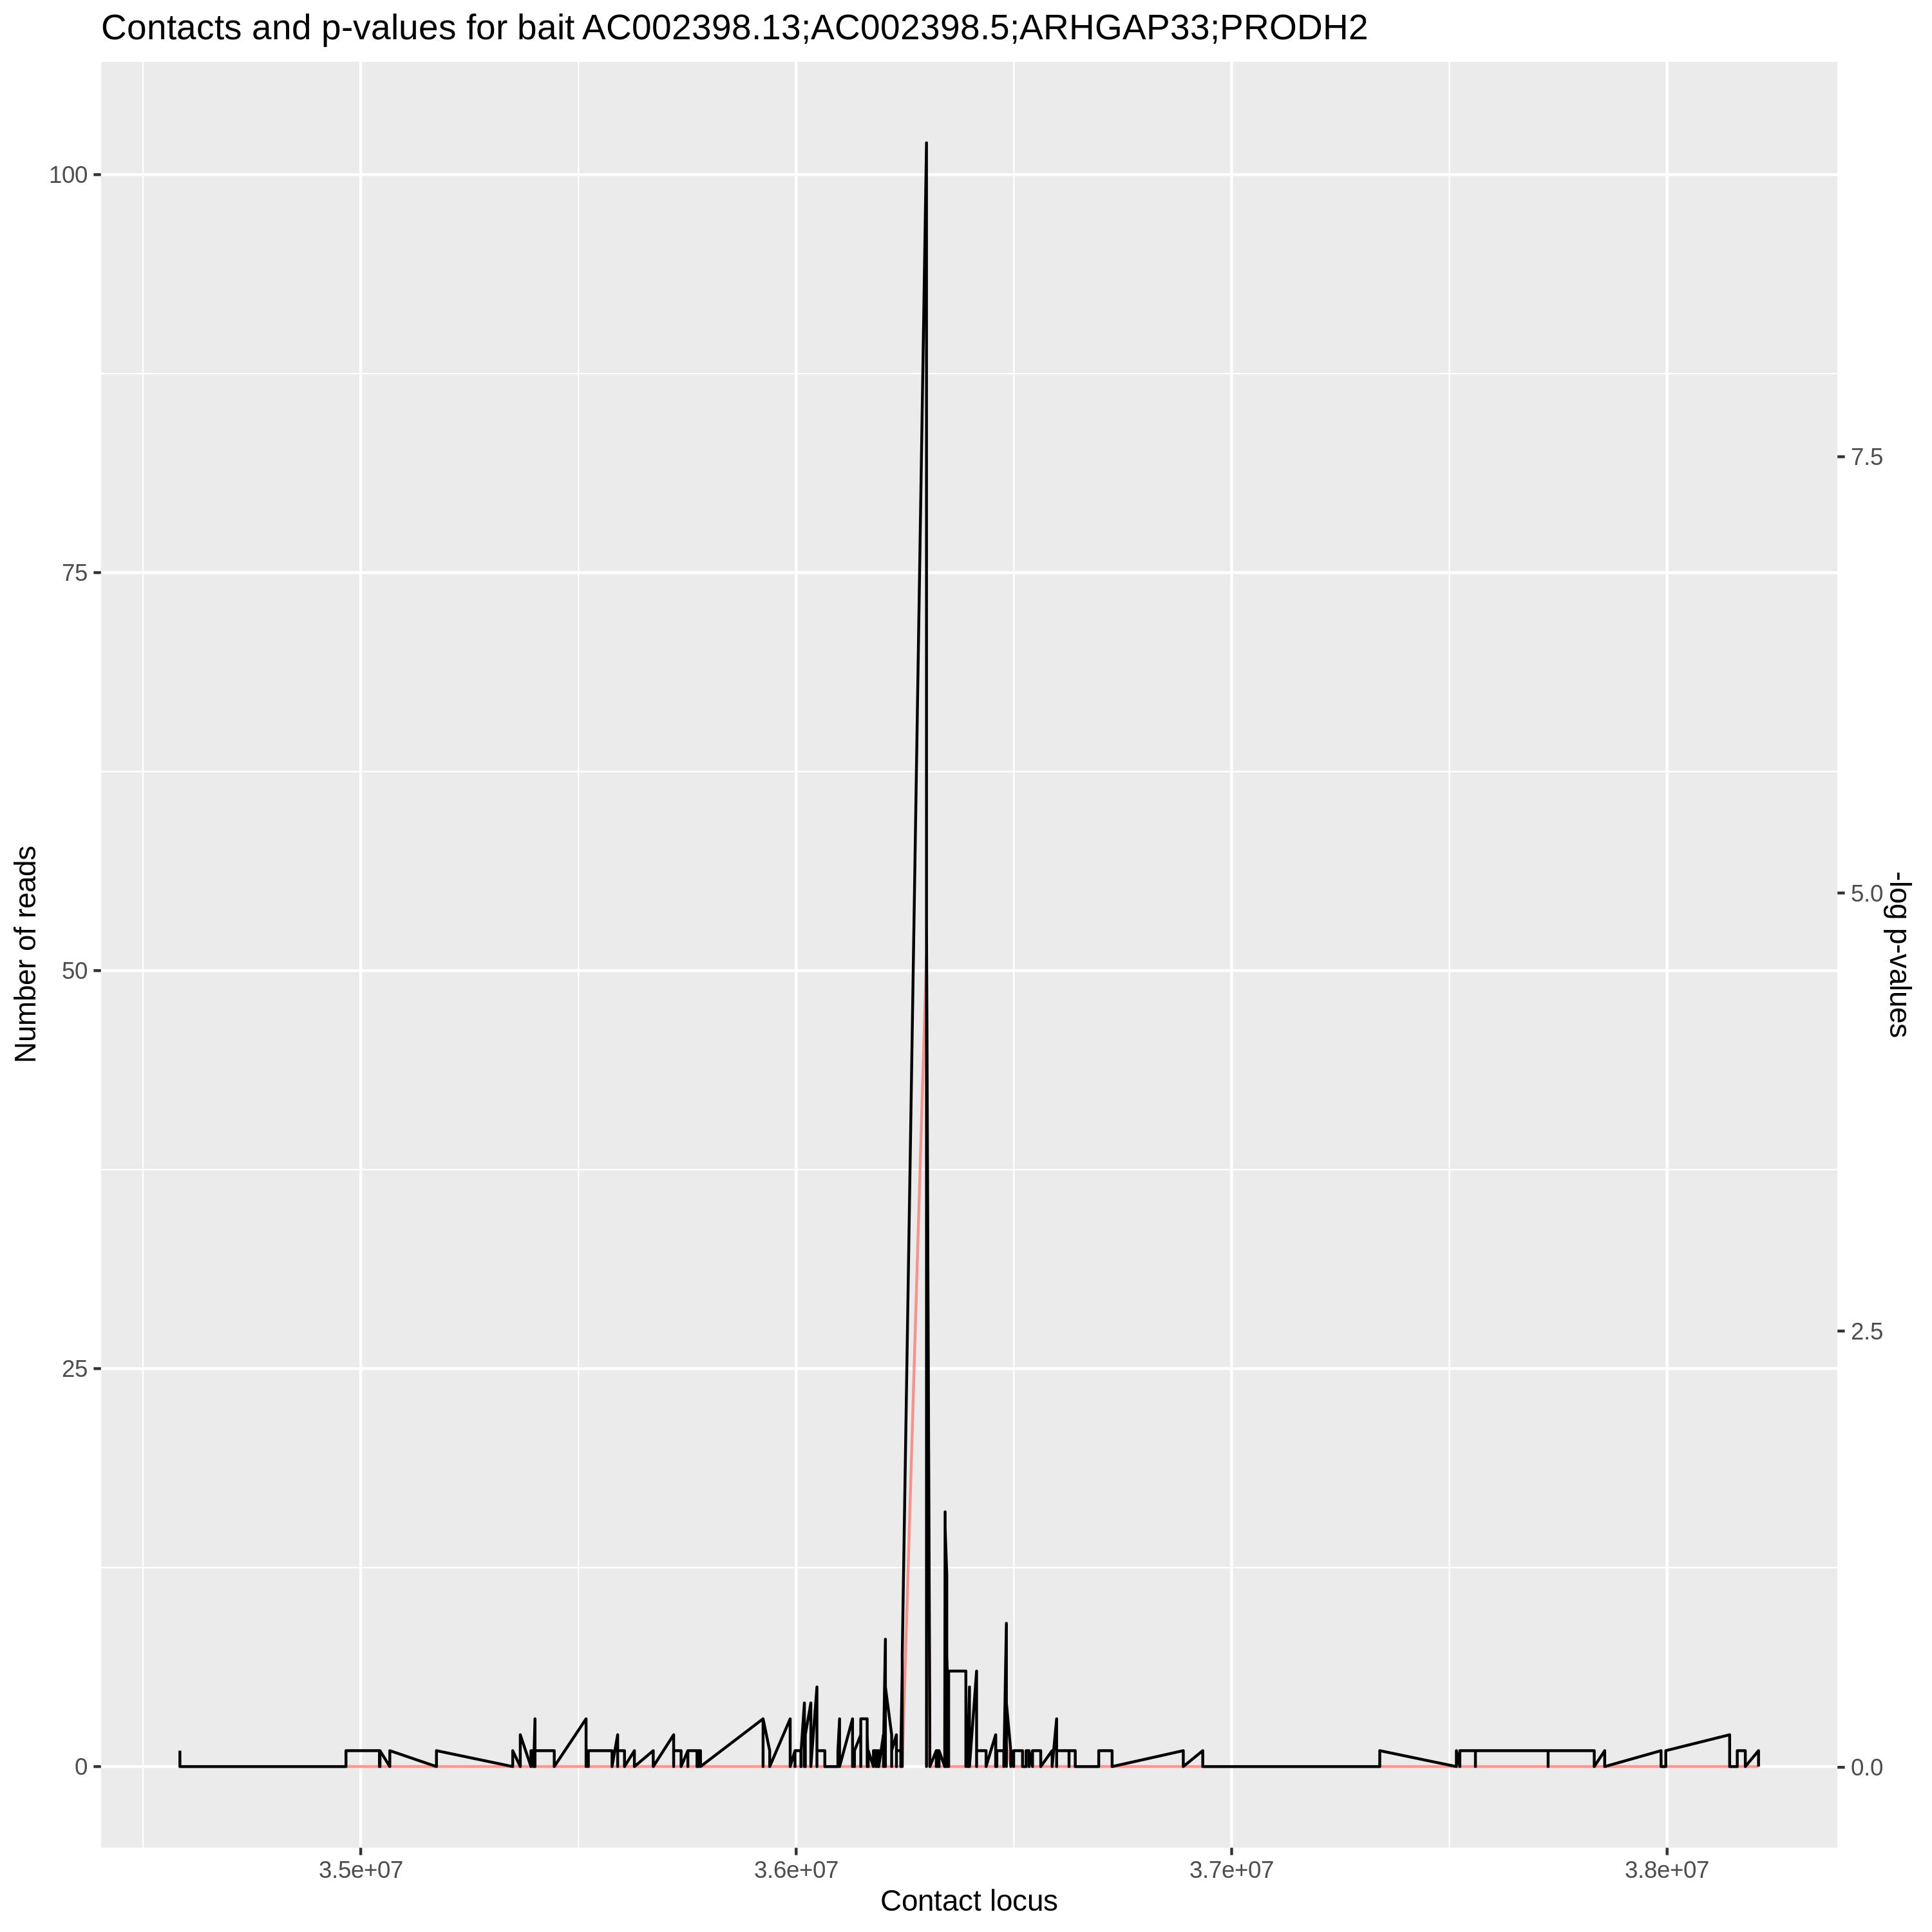 Contacts and p-values for bait AC002398.13;AC002398.5;ARHGAP33;PRODH2
100
75
50
25
0
Number of reads
7.5
5.0
2.5
0.0
-log p-values
3.5e+07
3.6e+07
3.7e+07
3.8e+07
Contact locus